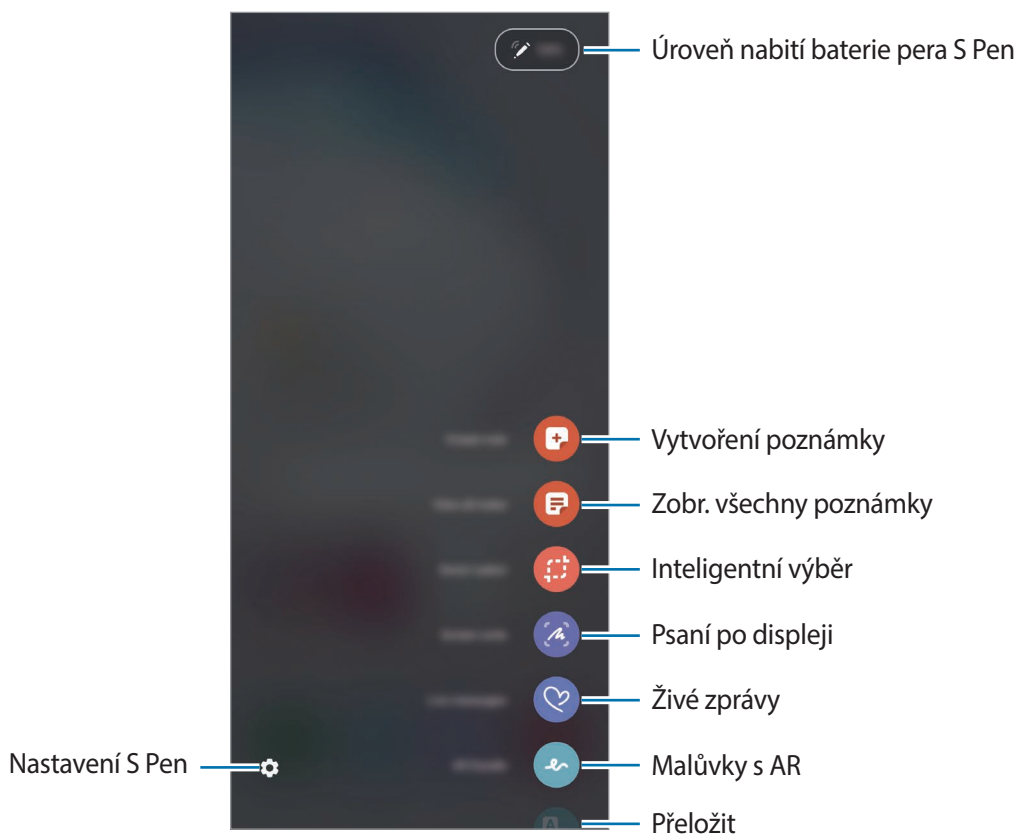 Úroveň nabití baterie pera S Pen
Vytvoření poznámky
Zobr. všechny poznámky
Inteligentní výběr
Psaní po displeji
Živé zprávy
Nastavení S Pen
Malůvky s AR
Přeložit